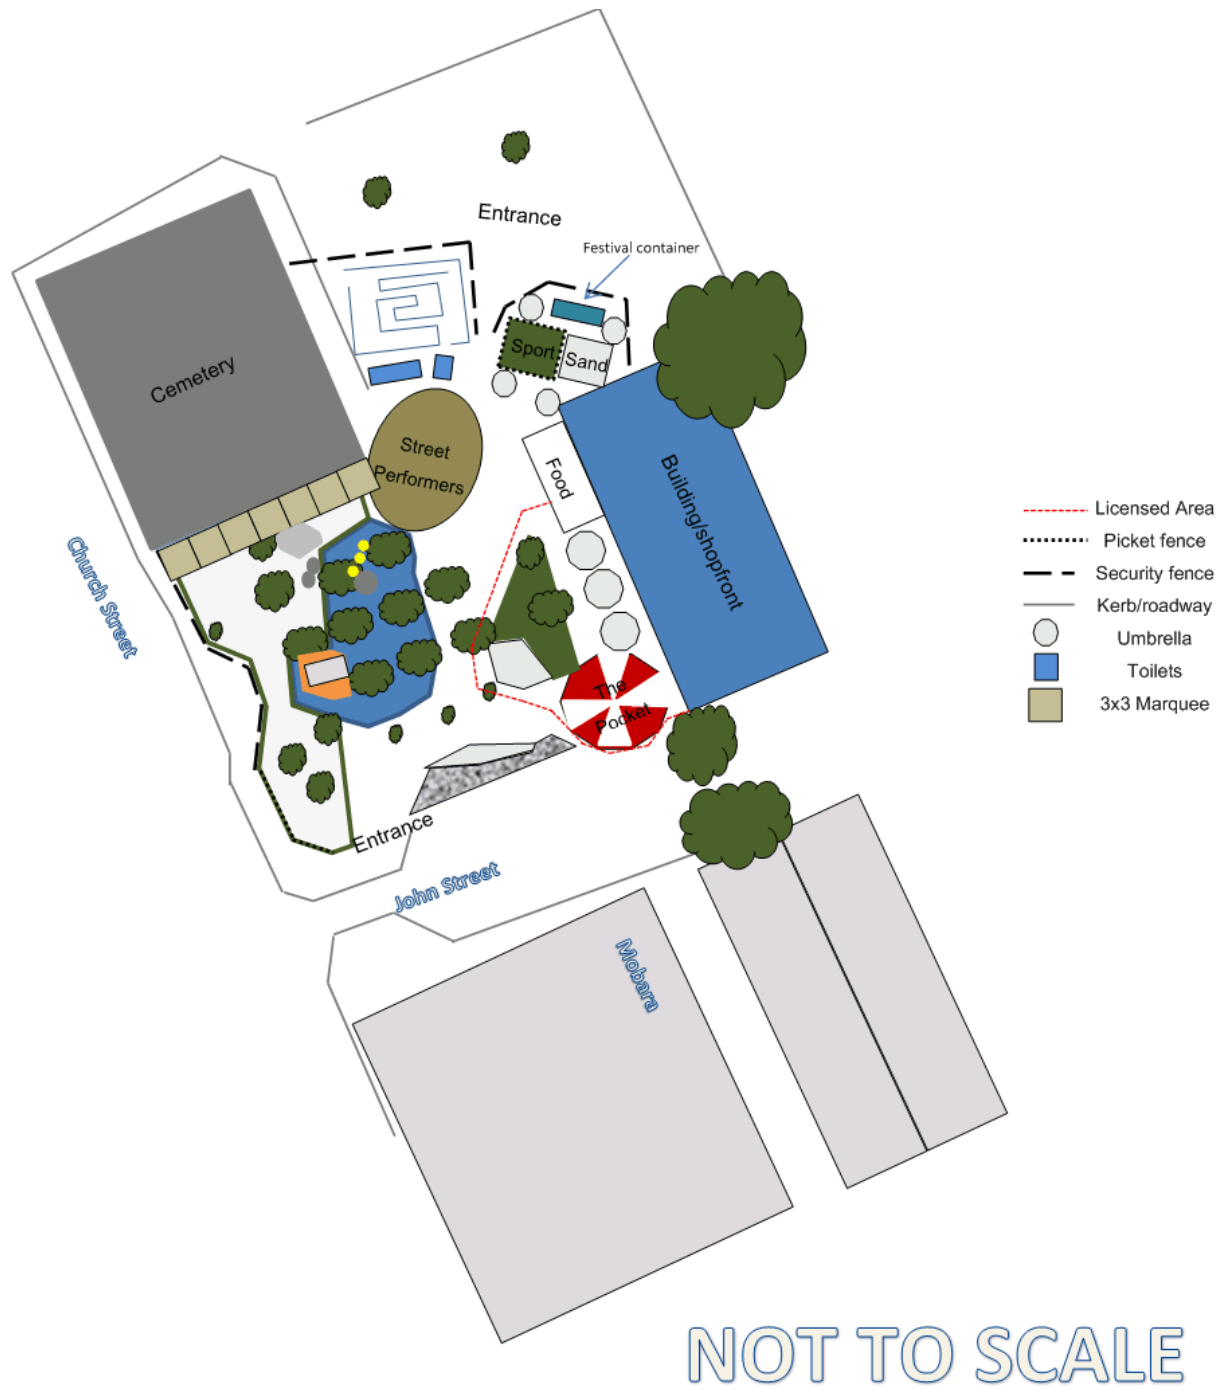 Entrance
Festival container
Sport
Sand
Cemetery
Street
Performers
Food
Building/shopfront
Church Street
The
Pocket
Entrance
John Street
Mobara
Licensed Area
Picket fence
Security fence
Kerb/roadway
Umbrella
Toilets
3x3 Marquee
NOT TO SCALE